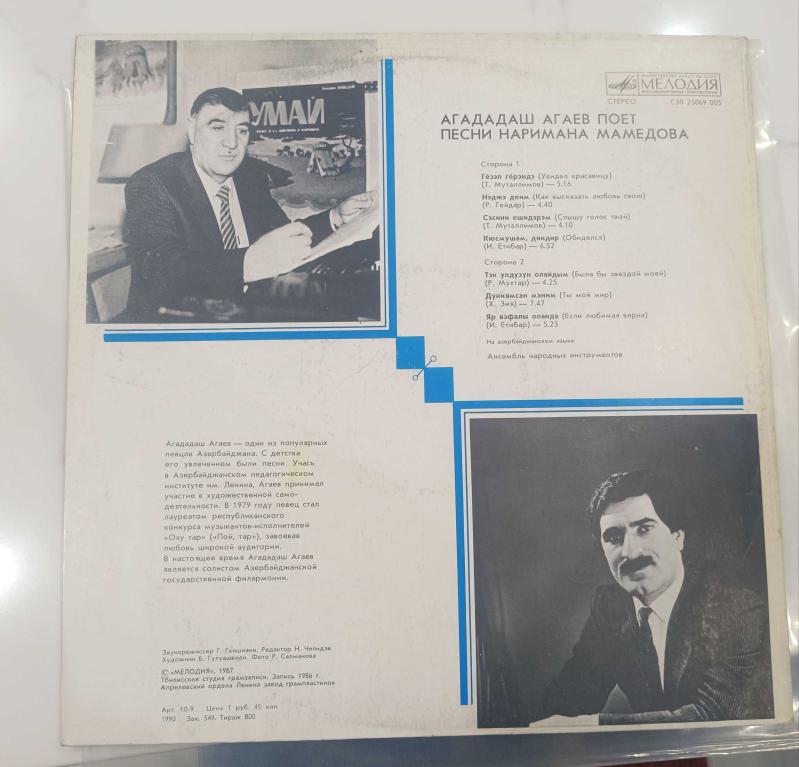 УМАЙ
МЕЛОДИЯ
СТЕРЕО
С30 25069 005
АГАДАДАШ АГАЕВ ПОЕТ
ПЕСНИ НАРИМАНА МАМЕДОВА
Сторона 1
Гёзэл гёрэндэ (Увидел красавицу)
(Т. Муталлимов) — 5.16
Нэджэ деим (Как высказать любовь свою)
(Р. Гейдар) — 4.40
Сэсини ешидэрэм (Слышу голос твой)
(Т. Муталлимов) — 4.10
Кюсмушам, диндир (Обиделся)
(И. Етибар) — 6.52
Сторона 2
Тэк улдузун олайдым (Была бы звездой моей)
(Р. Мухтар) — 4.25
Дуниямсан мэним (Ты мой мир)
(Х. Зия) — 7.47
Яр вэфалы оланда (Если любимая верна)
(И. Етибар) — 5.23
На азербайджанском языке
Ансамбль народных инструментов
Агададаш Агаев — один из популярных
певцов Азербайджана. С детства
его увлечением были песни. Учась
в Азербайджанском педагогическом
институте им. Ленина, Агаев принимал
участие в художественной само-
деятельности. В 1979 году певец стал
лауреатом республиканского
конкурса музыкантов-исполнителей
«Оху тар» («Пой, тар»), завоевав
любовь широкой аудитории.
В настоящее время Агададаш Агаев
является солистом Азербайджанской
государственной филармонии.
Звукорежиссер Г. Гвишиани. Редактор Н. Челидзе
Художник Б. Гулуашвили. Фото Р. Салманова
© «МЕЛОДИЯ», 1987
Тбилисская студия грамзаписи. Запись 1986 г.
Апрелевский ордена Ленина завод грампластинок
Арт. 10-9. Цена 1 руб. 45 коп
1990 Зак. 549. Тираж 800